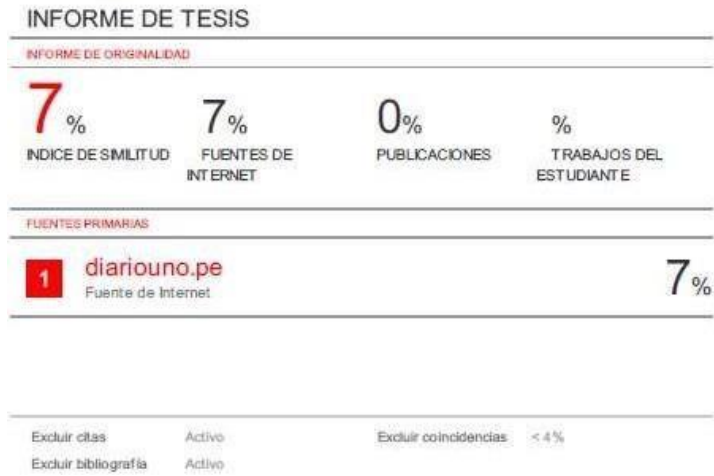 INFORME DE TESIS
INFORME DE ORIGINALIDAD
7% 7% 0% %
INDICE DE SIMILITUD FUENTES DE INTERNET PUBLICACIONES TRABAJOS DEL ESTUDIANTE
FUENTES PRIMARIAS
1 diariouno.pe 7%
Fuente de Internet
Excluir citas Activo Excluir coincidencias < 4%
Excluir bibliografía Activo